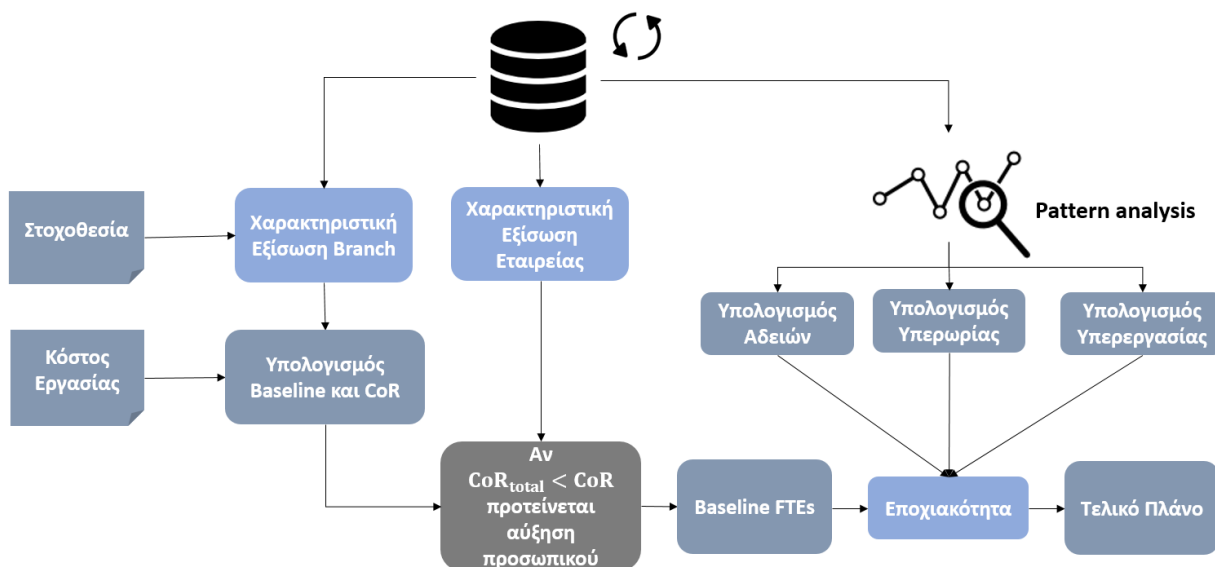 Στοχοθεσία
Χαρακτηριστική
Εξίσωση Branch
Χαρακτηριστική
Εξίσωση
Εταιρείας
Pattern analysis
Κόστος
Εργασίας
Υπολογισμός
Baseline και CoR
Υπολογισμός
Αδειών
Υπολογισμός
Υπερωρίας
Υπολογισμός
Υπερεργασίας
Αν
CoRtotal < CoR
προτείνεται
αύξηση
προσωπικού
Baseline FTEs
Εποχιακότητα
Τελικό Πλάνο